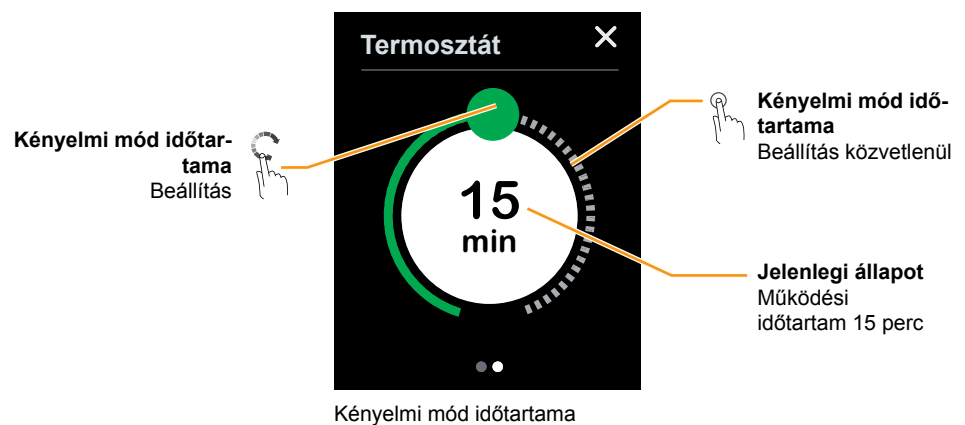 Termosztát
Kényelmi mód időtar-
tama
Beállítás
15
min
Kényelmi mód idő-
tartama
Beállítás közvetlenül
Jelenlegi állapot
Működési
időtartam 15 perc
Kényelmi mód időtartama